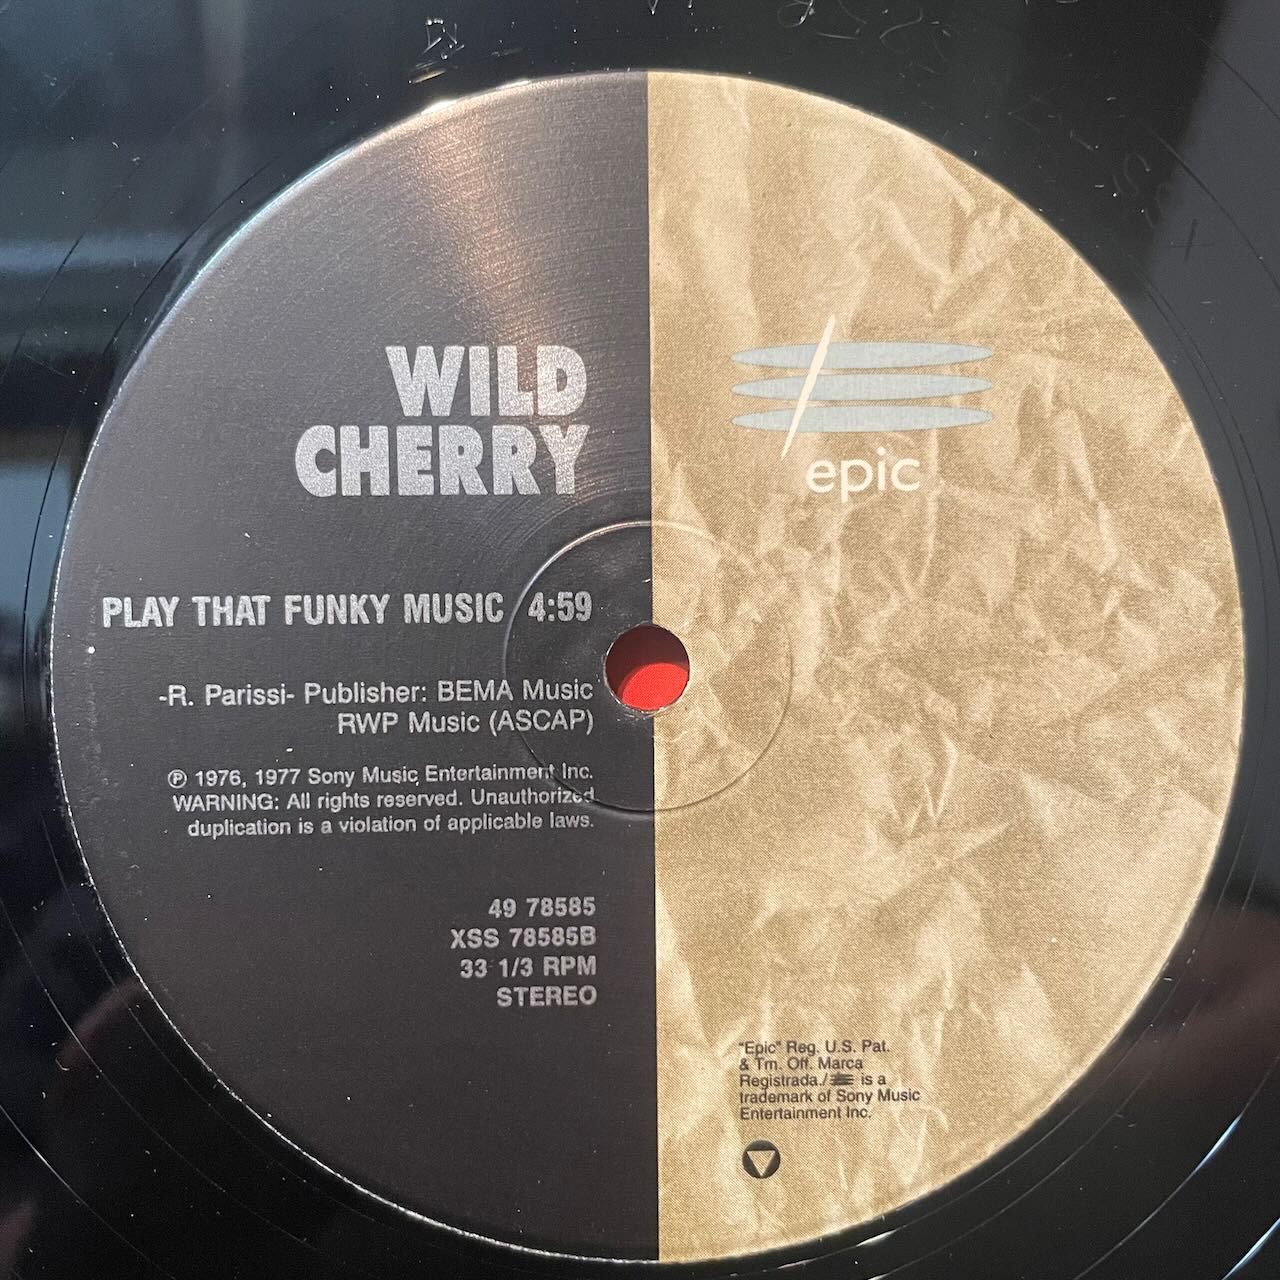 WILD
CHERRY
PLAY THAT FUNKY MUSIC 4:59
-R. Parissi- Publisher: BEMA Music
RWP Music (ASCAP)
℗ 1976, 1977 Sony Music Entertainment Inc.
WARNING: All rights reserved. Unauthorized
duplication is a violation of applicable laws.
49 78585
XSS 78585B
33 1/3 RPM
STEREO
epic
"Epic" Reg. U.S. Pat.
& Tm. Off. Marca
Registrada./ is a
trademark of Sony Music
Entertainment Inc.